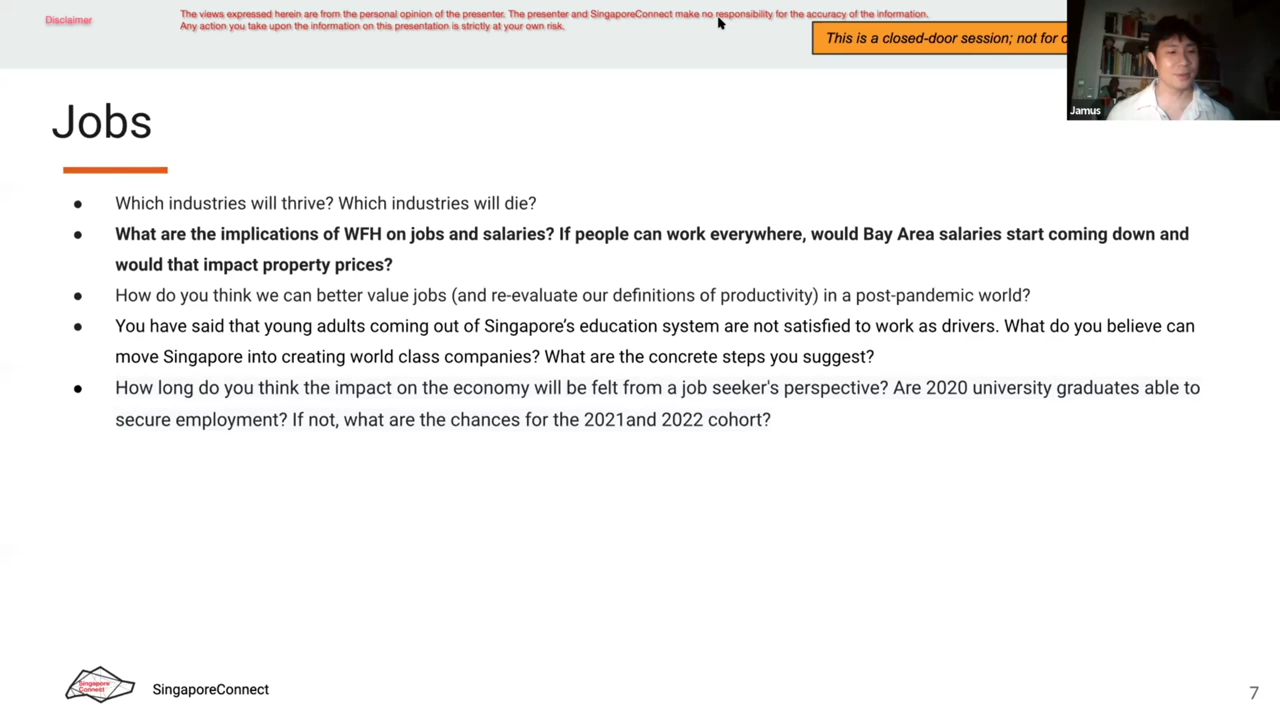 Disclaimer
The views expressed herein are from the personal opinion of the presenter. The presenter and SingaporeConnect make no responsibility for the accuracy of the information.
Any action you take upon the information on this presentation is strictly at your own risk.
This is a closed-door session; not for
Jamus
Jobs
● Which industries will thrive? Which industries will die?
● What are the implications of WFH on jobs and salaries? If people can work everywhere, would Bay Area salaries start coming down and
would that impact property prices?
● How do you think we can better value jobs (and re-evaluate our definitions of productivity) in a post-pandemic world?
● You have said that young adults coming out of Singapore's education system are not satisfied to work as drivers. What do you believe can
move Singapore into creating world class companies? What are the concrete steps you suggest?
● How long do you think the impact on the economy will be felt from a job seeker's perspective? Are 2020 university graduates able to
secure employment? If not, what are the chances for the 2021and 2022 cohort?
Singapore
Connect
SingaporeConnect
7